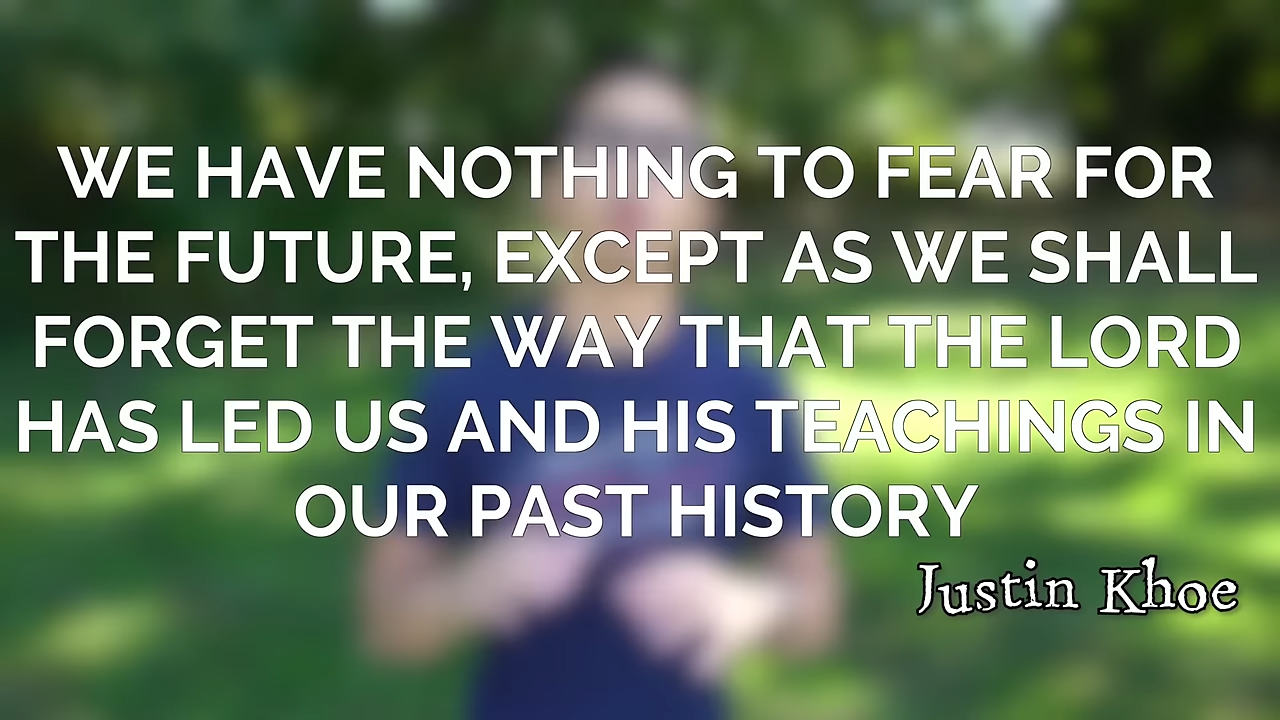 WE HAVE NOTHING TO FEAR FOR
THE FUTURE, EXCEPT AS WE SHALL
FORGET THE WAY THAT THE LORD
HAS LED US AND HIS TEACHINGS IN
OUR PAST HISTORY
Justin Khoe